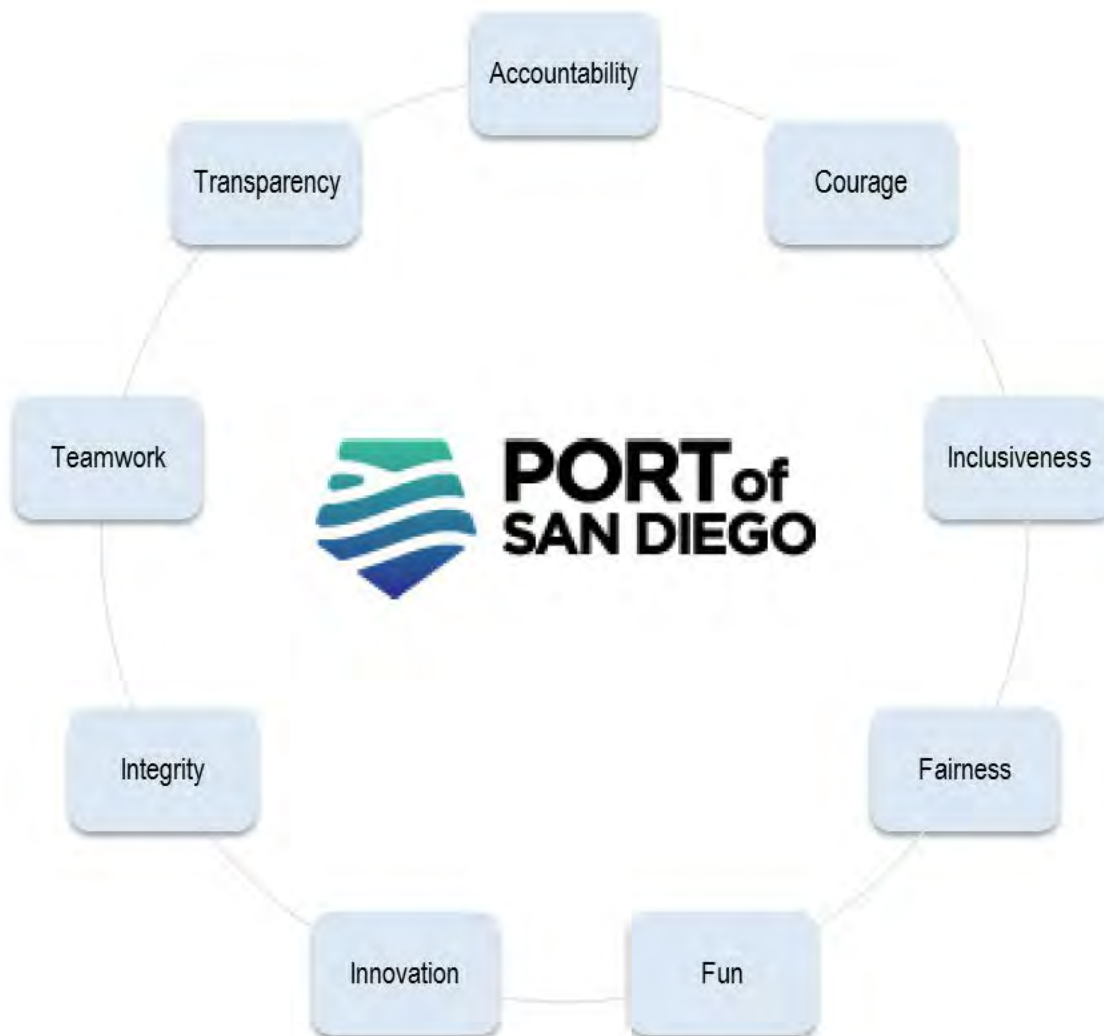 Accountability
Courage
Inclusiveness
Fairness
Fun
Innovation
Integrity
Teamwork
Transparency
PORT of
SAN DIEGO